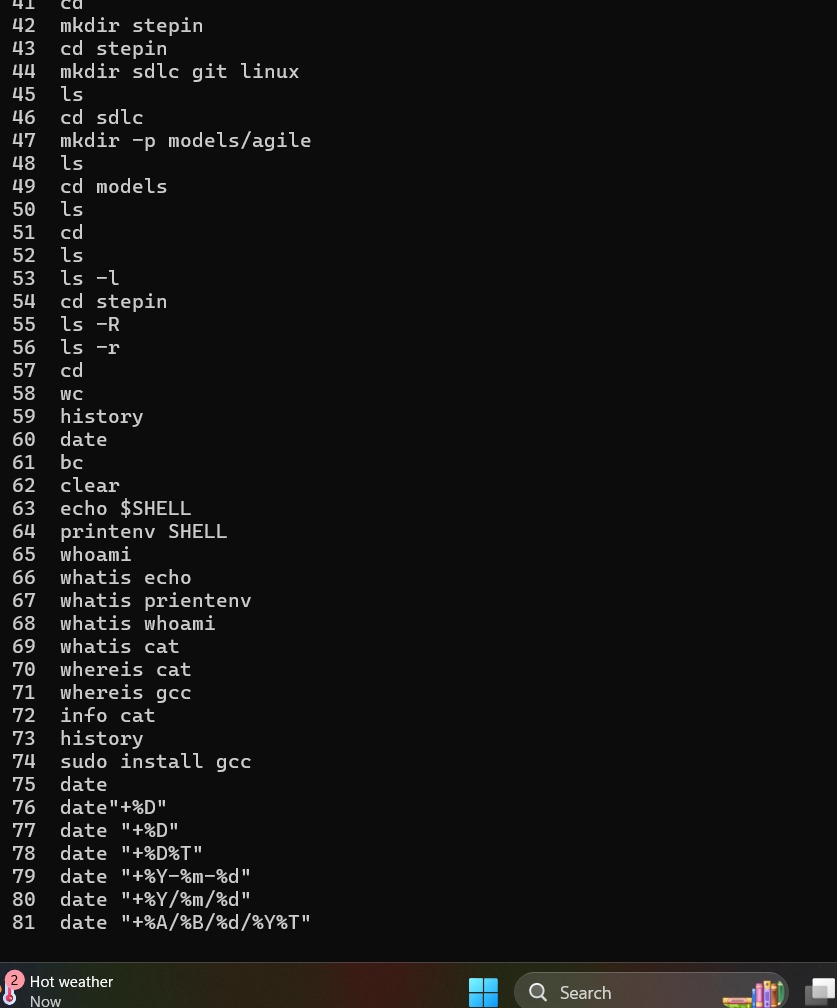 41 cd
42 mkdir stepin
43 cd stepin
44 mkdir sdlc git linux
45 ls
46 cd sdlc
47 mkdir -p models/agile
48 ls
49 cd models
50 ls
51 cd
52 ls
53 ls -l
54 cd stepin
55 ls -R
56 ls -r
57 cd
58 wc
59 history
60 date
61 bc
62 clear
63 echo $SHELL
64 printenv SHELL
65 whoami
66 whatis echo
67 whatis prientenv
68 whatis whoami
69 whatis cat
70 whereis cat
71 whereis gcc
72 info cat
73 history
74 sudo install gcc
75 date
76 date"+%D"
77 date "+%D"
78 date "+%D%T"
79 date "+%Y-%m-%d"
80 date "+%Y/%m/%d"
81 date "+%A/%B/%d/%Y%T"
2
Hot weather
Now
Search